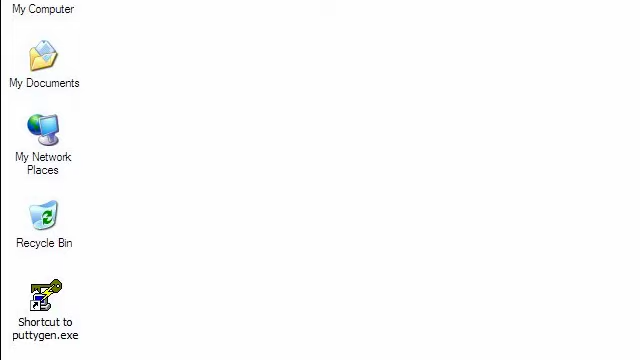 My Computer
My Documents
My Network
Places
Recycle Bin
Shortcut to
puttygen.exe